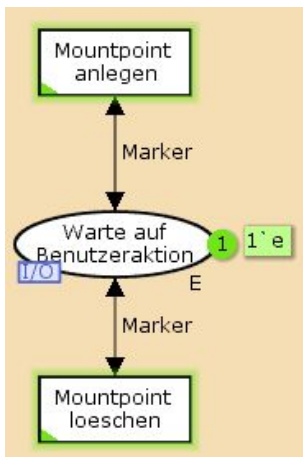 Mountpoint
anlegen
Marker
Warte auf
Benutzeraktion
1
1`e
I/O
E
Marker
Mountpoint
loeschen